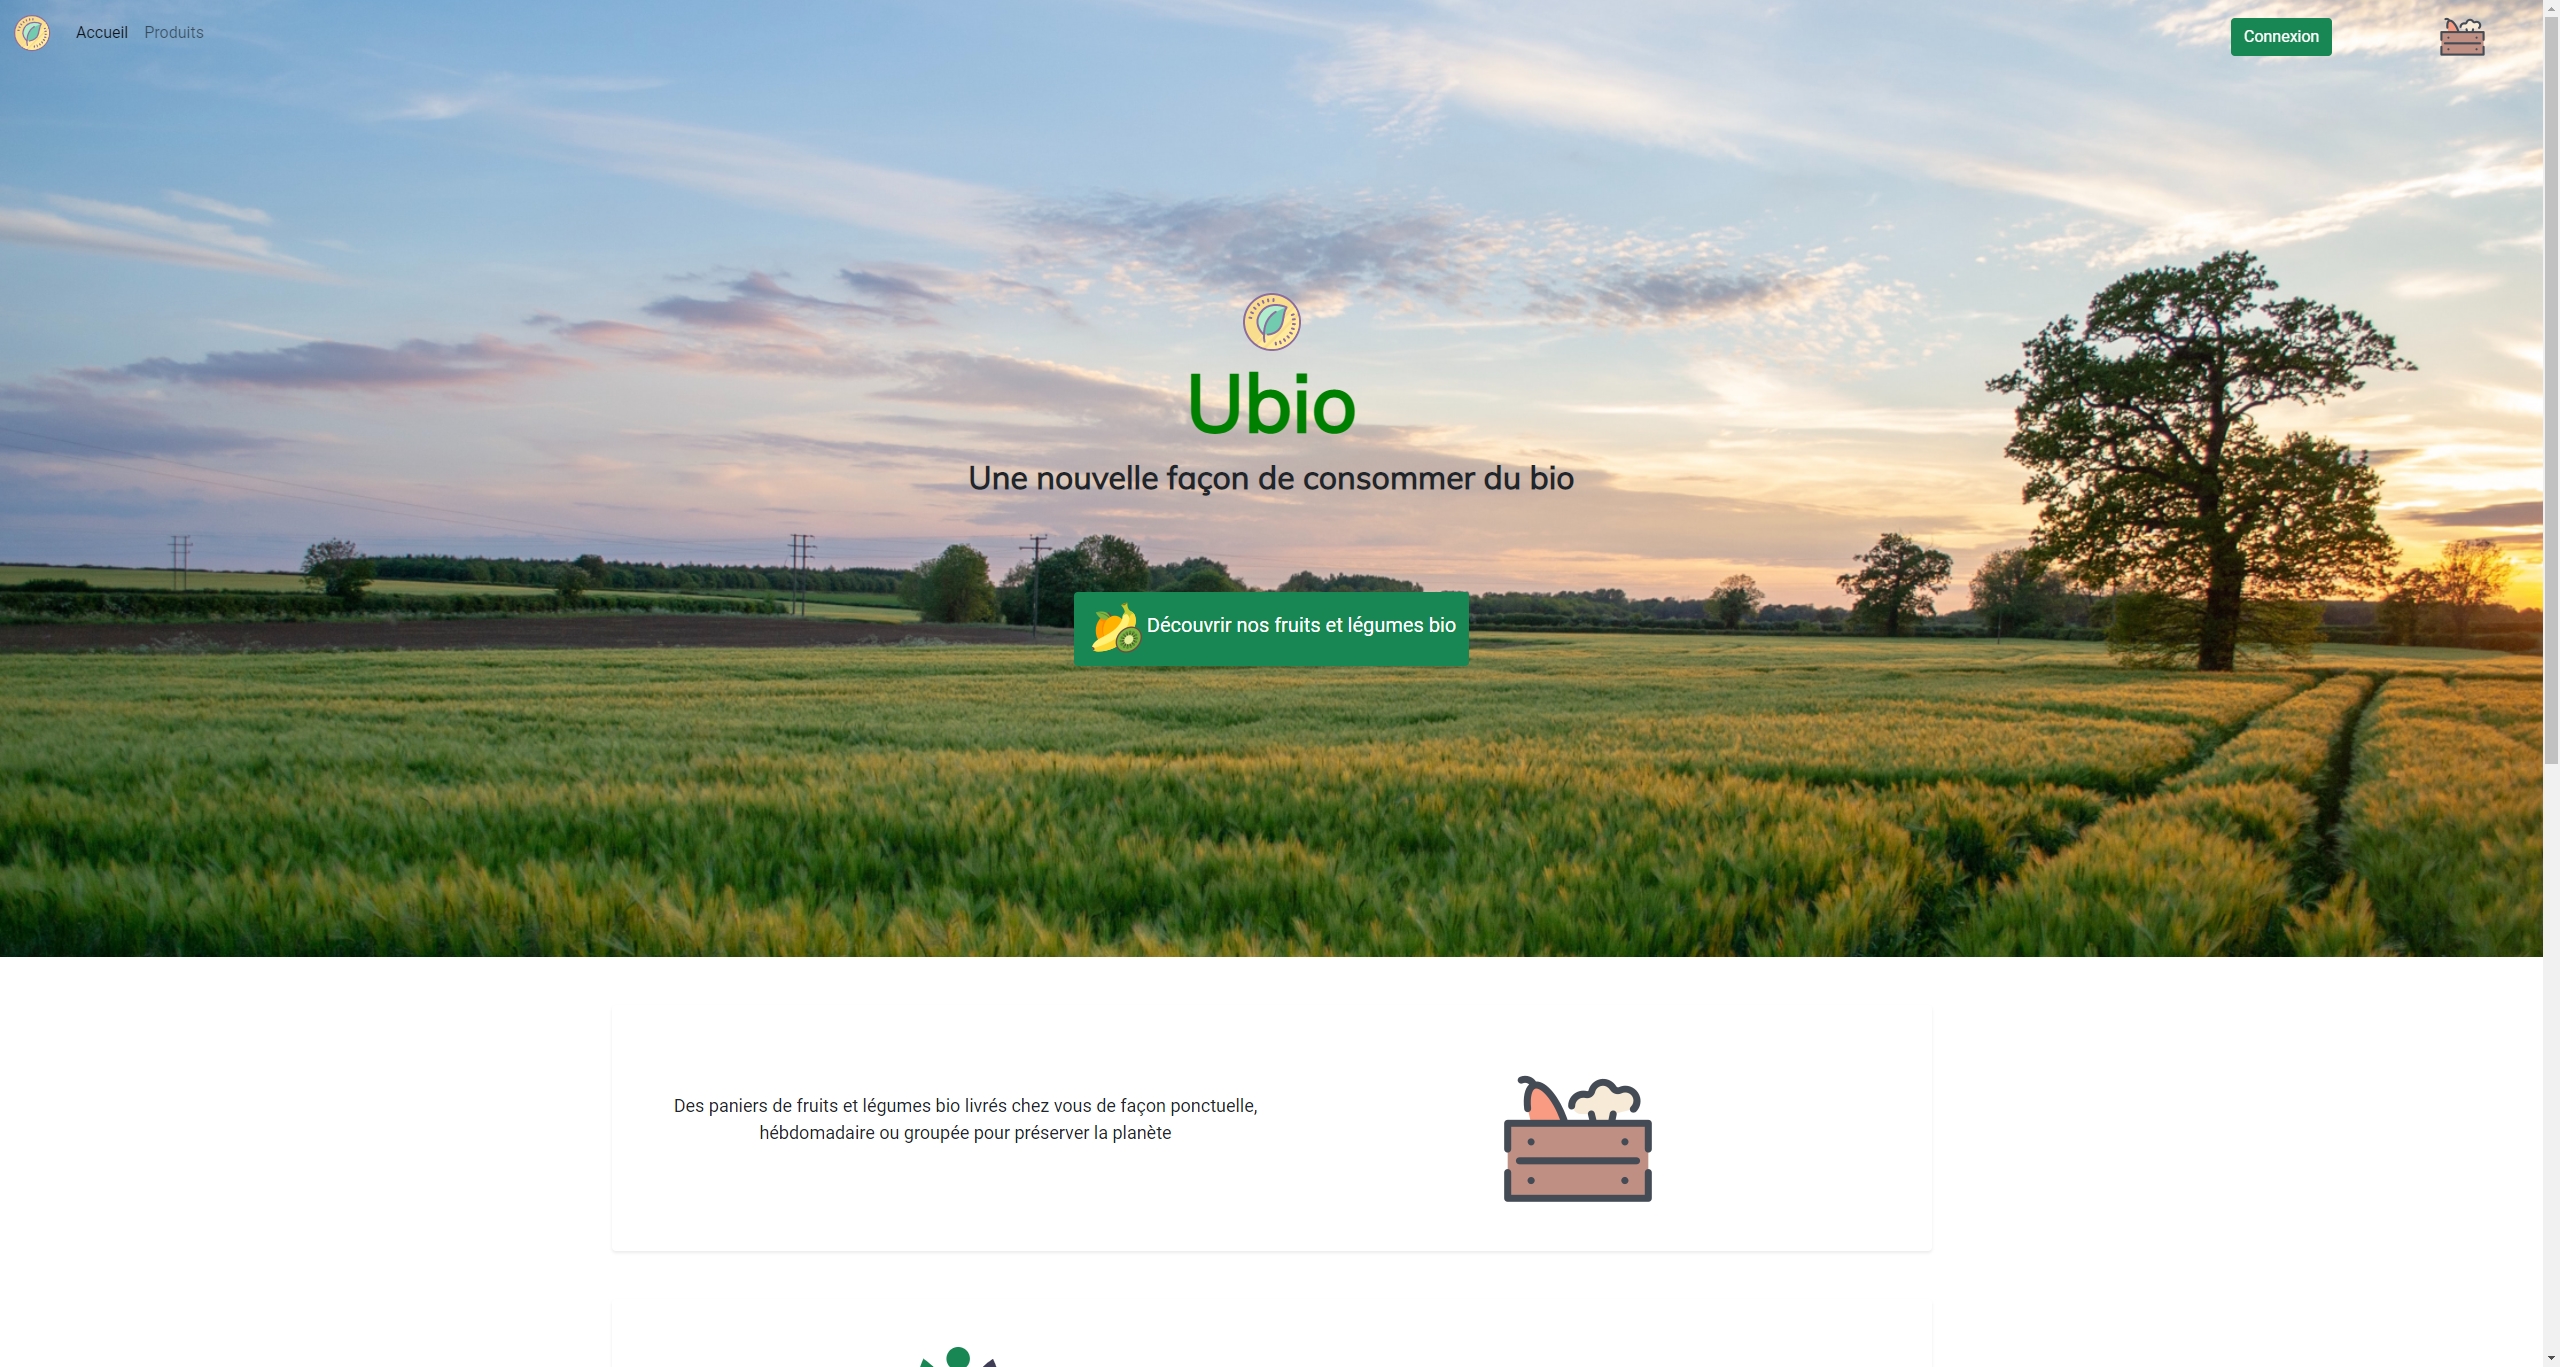 Accueil Produits Connexion
Ubio
Une nouvelle façon de consommer du bio
Découvrir nos fruits et légumes bio
Des paniers de fruits et légumes bio livrés chez vous de façon ponctuelle,
hébdomadaire ou groupée pour préserver la planète